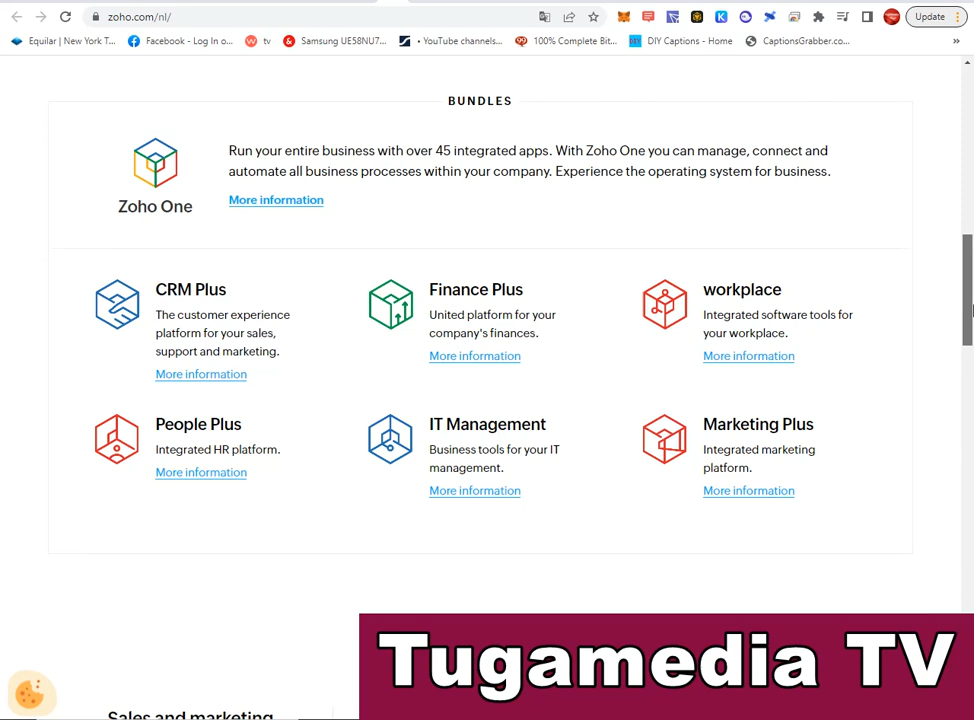 zoho.com/nl/
Update
Equilar | New York T...
Facebook - Log In o...
tv
Samsung UE58NU7...
• YouTube channels...
100% Complete Bit...
DIY Captions - Home
CaptionsGrabber.co...
»
BUNDLES
Zoho One
Run your entire business with over 45 integrated apps. With Zoho One you can manage, connect and
automate all business processes within your company. Experience the operating system for business.
More information
CRM Plus
The customer experience
platform for your sales,
support and marketing.
More information
Finance Plus
United platform for your
company's finances.
More information
workplace
Integrated software tools for
your workplace.
More information
People Plus
Integrated HR platform.
More information
IT Management
Business tools for your IT
management.
More information
Marketing Plus
Integrated marketing
platform.
More information
Tugamedia TV
Sales and marketing